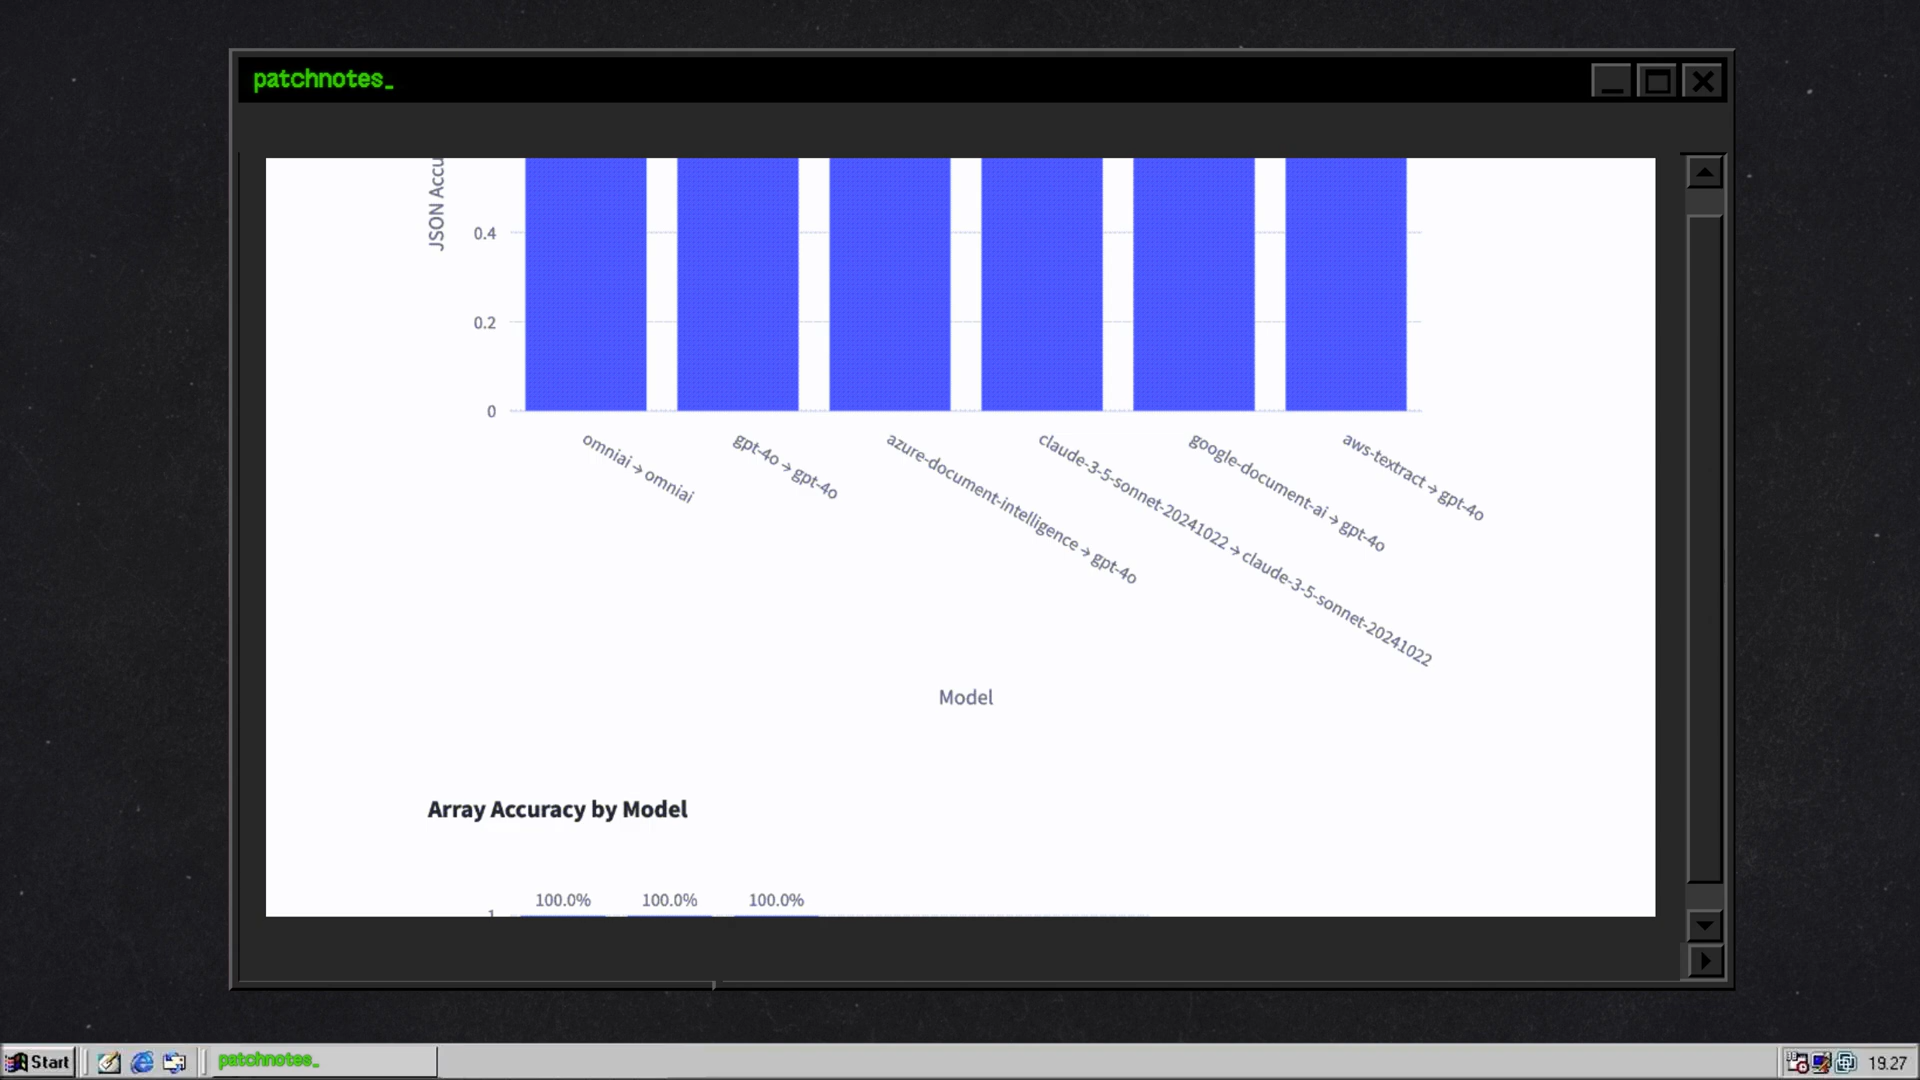 patchnotes_
JSON Accu
0.4
0.2
0
omniai → omniai
gpt-4o → gpt-4o
azure-document-intelligence → gpt-4o
claude-3-5-sonnet-20241022 → claude-3-5-sonnet-20241022
google-document-ai → gpt-4o
aws-textract → gpt-4o
Model
Array Accuracy by Model
100.0% 100.0% 100.0%
1
Start
patchnotes_
19.27